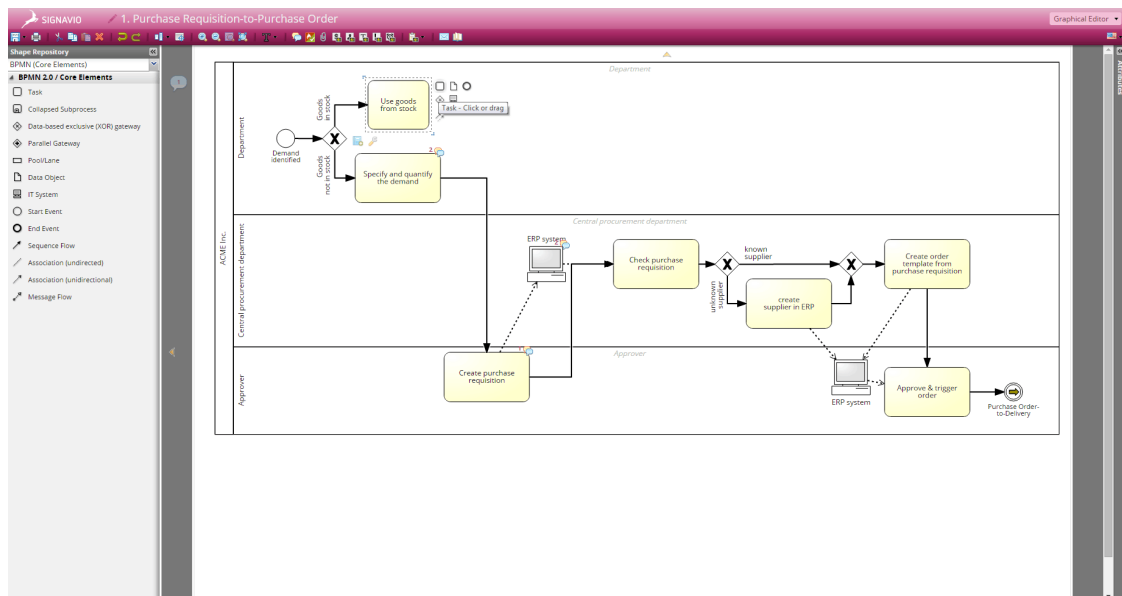 SIGNAVIO
1. Purchase Requisition-to-Purchase Order
Graphical Editor
Shape Repository
BPMN (Core Elements)
BPMN 2.0 / Core Elements
Task
Collapsed Subprocess
Data-based exclusive (XOR) gateway
Parallel Gateway
Pool/Lane
Data Object
IT System
Start Event
End Event
Sequence Flow
Association (undirected)
Association (unidirectional)
Message Flow
Attributes
ACME Inc.
Department
Department
Demand
identified
Goods
in stock
Goods
not in stock
Use goods
from stock
Task - Click or drag
Specify and quantify
the demand
Central procurement department
Central procurement department
ERP system
Check purchase
requisition
known
supplier
unknown
supplier
create
supplier in ERP
Create order
template from
purchase requisition
Approver
Approver
Create purchase
requisition
ERP system
Approve & trigger
order
Purchase Order-
to-Delivery